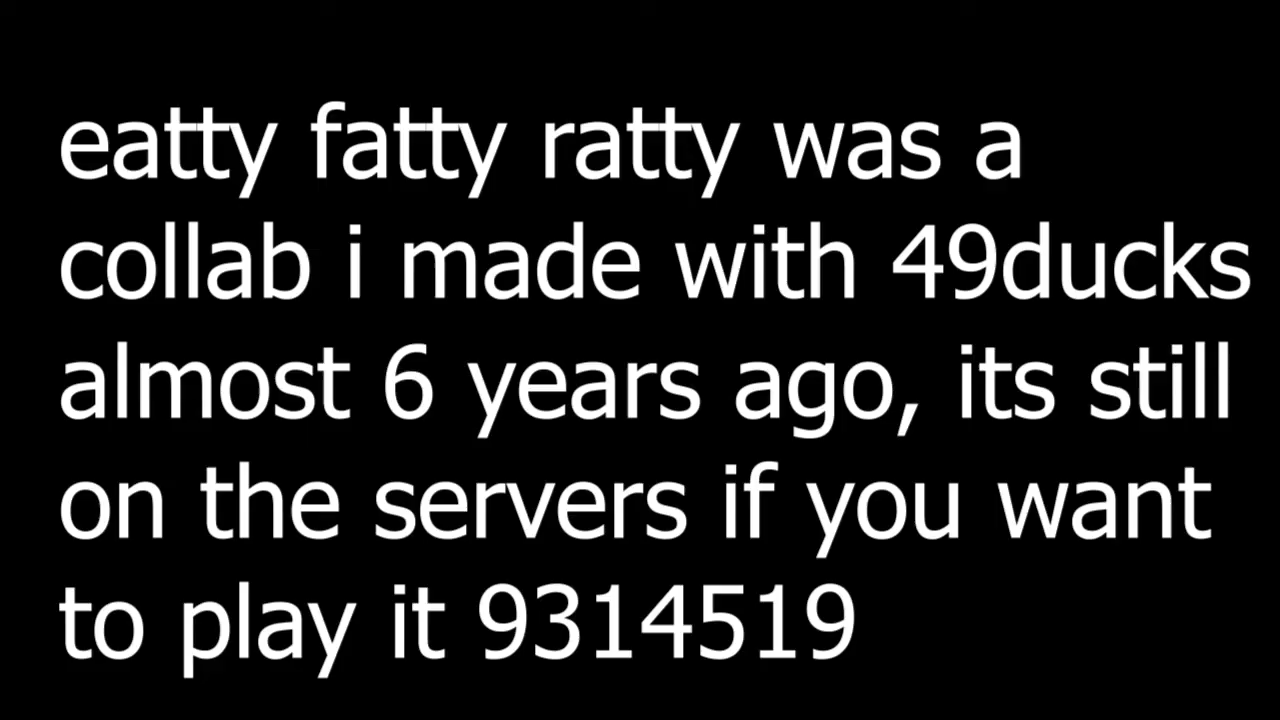 eatty fatty ratty was a
collab i made with 49ducks
almost 6 years ago, its still
on the servers if you want
to play it 9314519